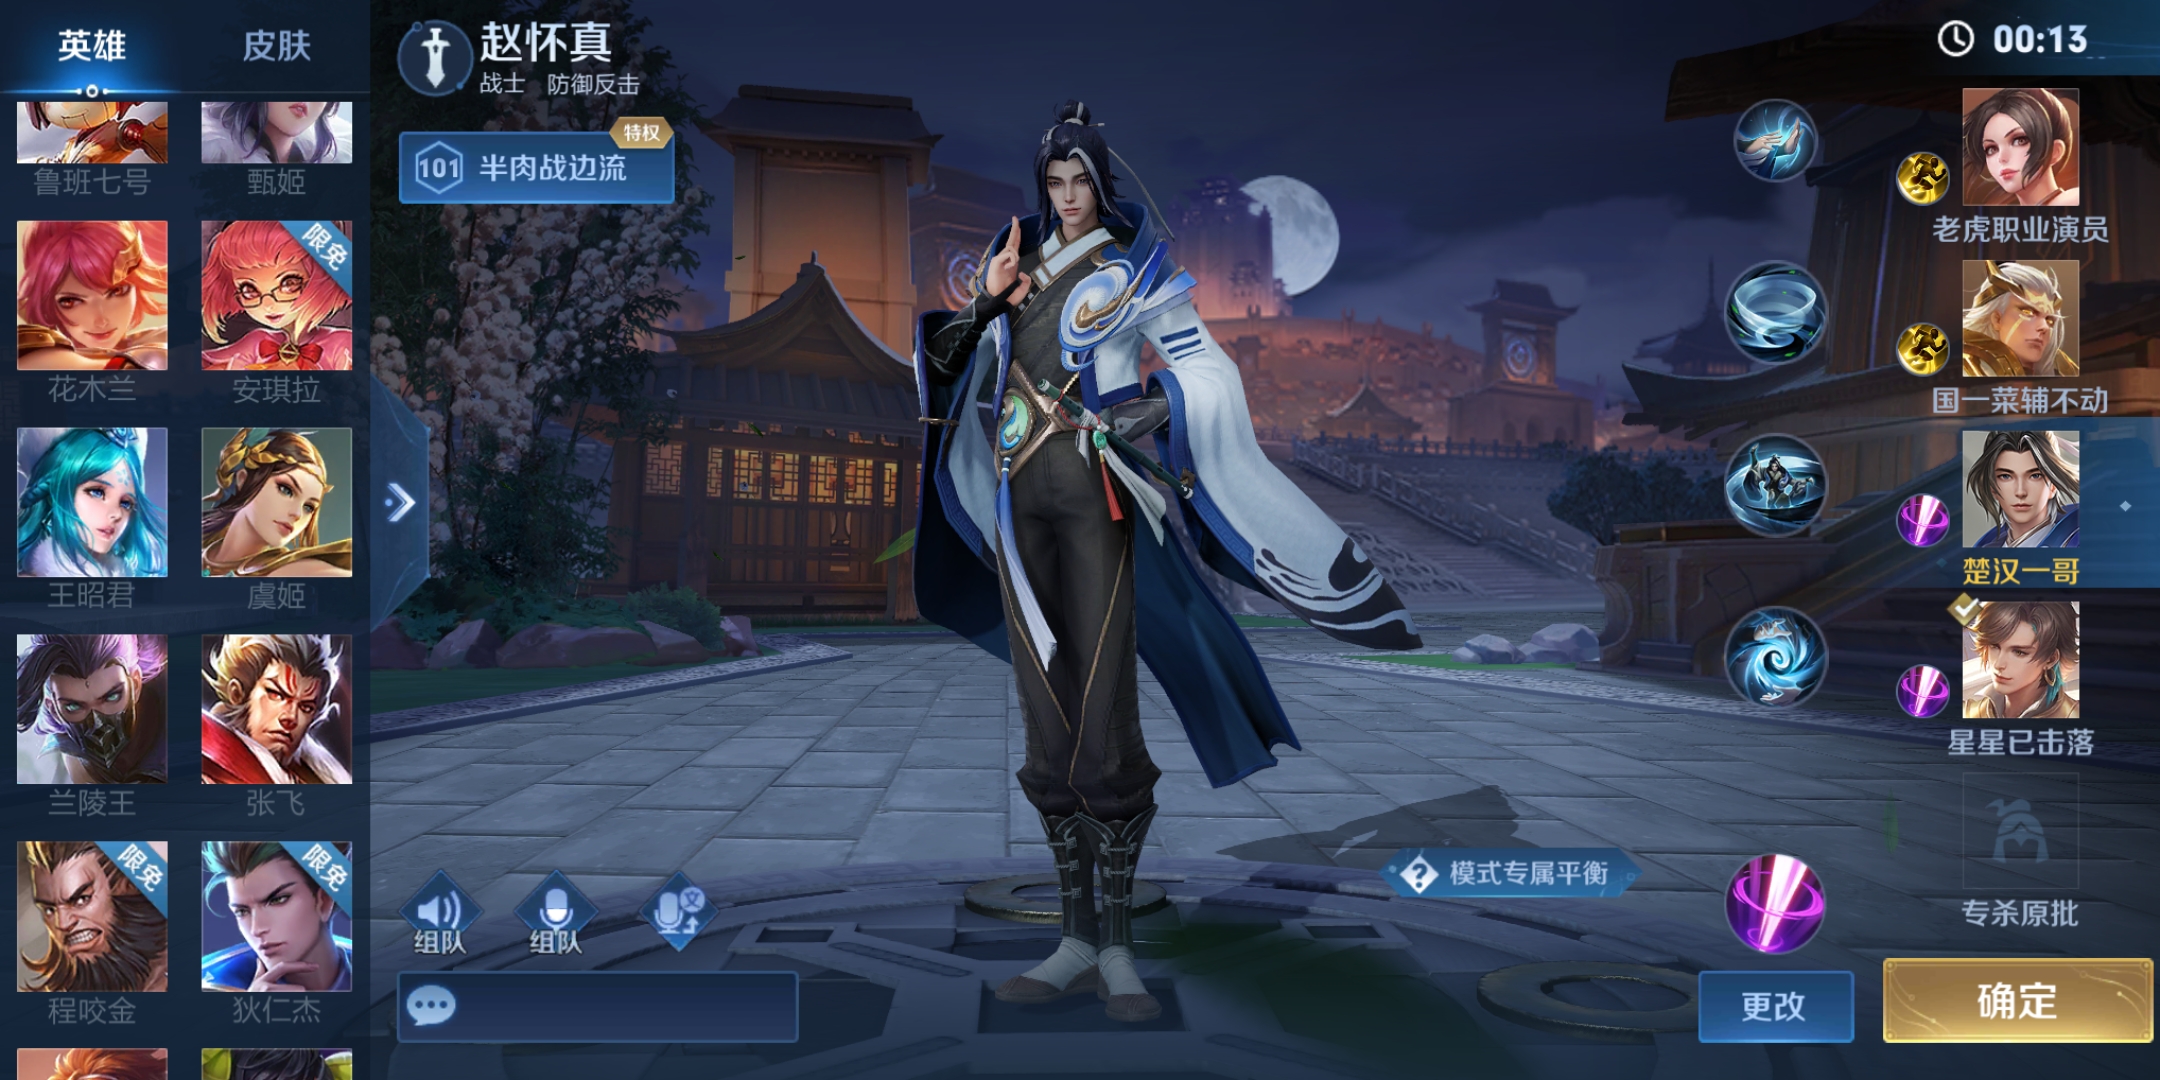 英雄
皮肤
鲁班七号
甄姬
限免
花木兰
安琪拉
王昭君
虞姬
兰陵王
张飞
限免
限免
程咬金
狄仁杰
赵怀真
战士 防御反击
特权
101 半肉战边流
组队
组队
文
模式专属平衡
00:13
老虎职业演员
国一菜辅不动
楚汉一哥
星星已击落
专杀原批
更改
确定